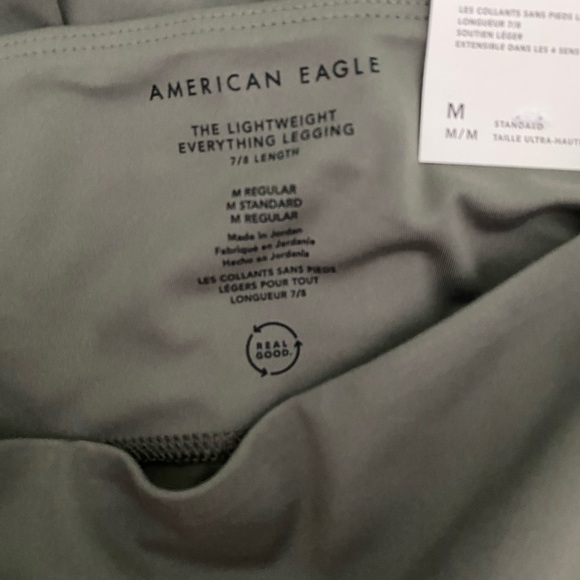 AMERICAN EAGLE
THE LIGHTWEIGHT
EVERYTHING LEGGING
7/8 LENGTH
M REGULAR
M STANDARD
M REGULAR
Made in Jordan
Fabriqué en Jordanie
Hecho en Jordania
LES COLLANTS SANS PIEDS
LÉGERS POUR TOUT
LONGUEUR 7/8
REAL
GOOD.
LES COLLANTS SANS PIEDS
LONGUEUR 7/8
SOUTIEN LÉGER
EXTENSIBLE DANS LES 4 SENS
M
STANDARD
M/M
TAILLE ULTRA-HAUT